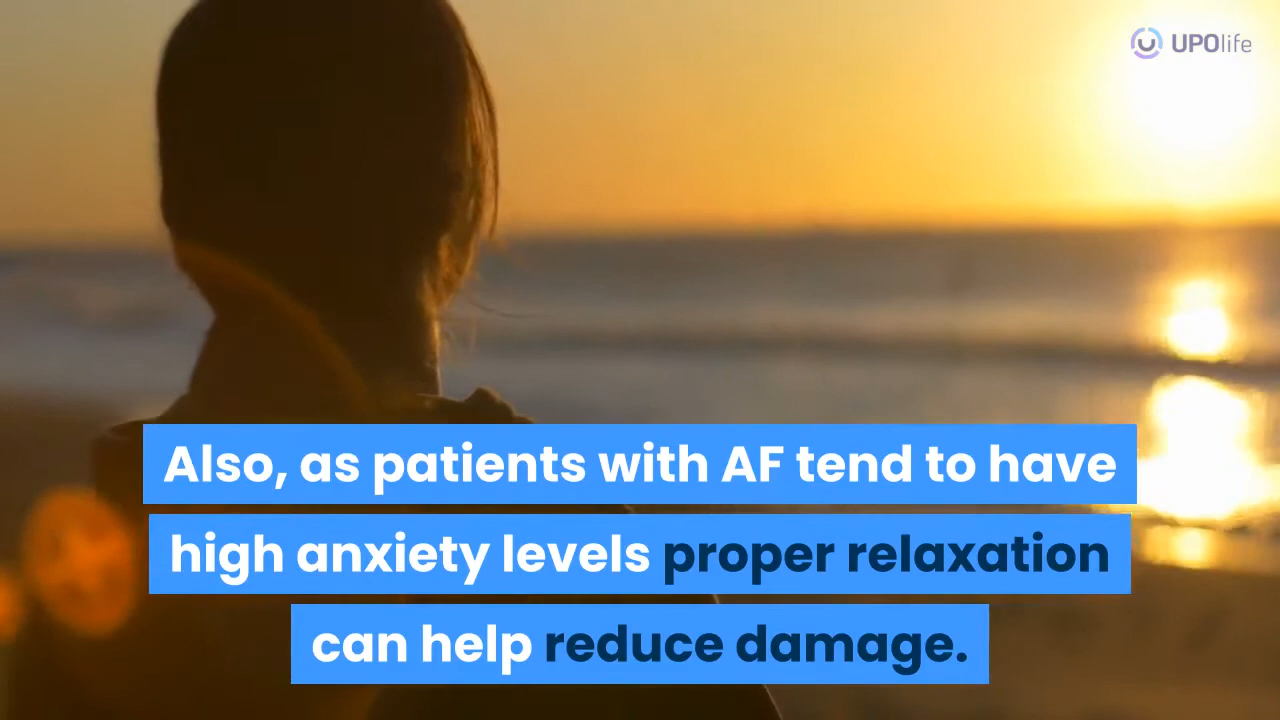 UPOlife
Also, as patients with AF tend to have
high anxiety levels proper relaxation
can help reduce damage.